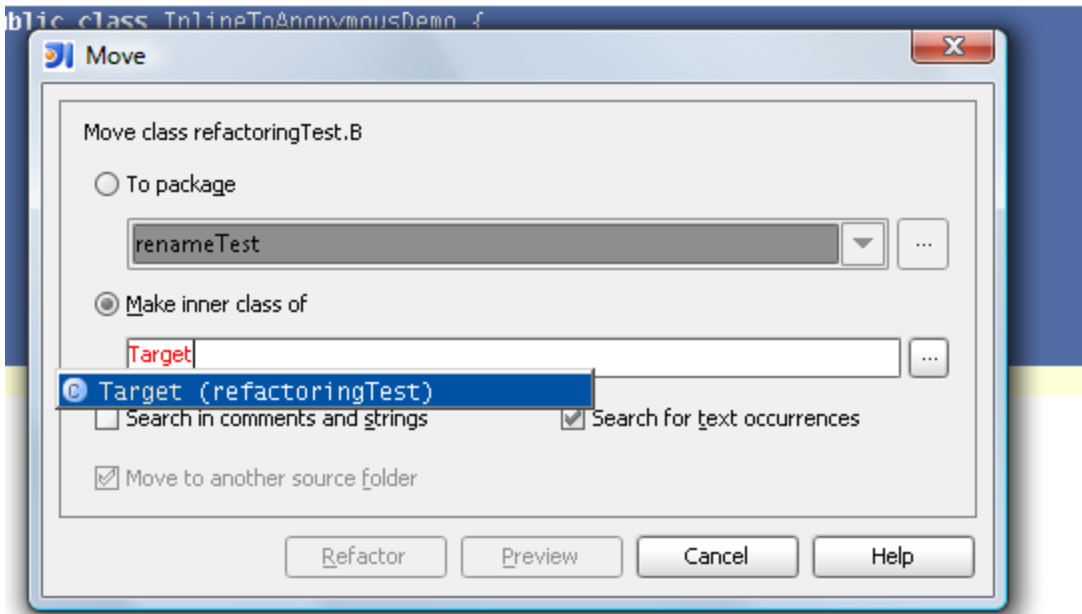 blic class InlineToAnonymousDemo {
Move
Move class refactoringTest.B
To package
renameTest
...
Make inner class of
Target
...
Target (refactoringTest)
Search in comments and strings
Search for text occurrences
Move to another source folder
Refactor
Preview
Cancel
Help